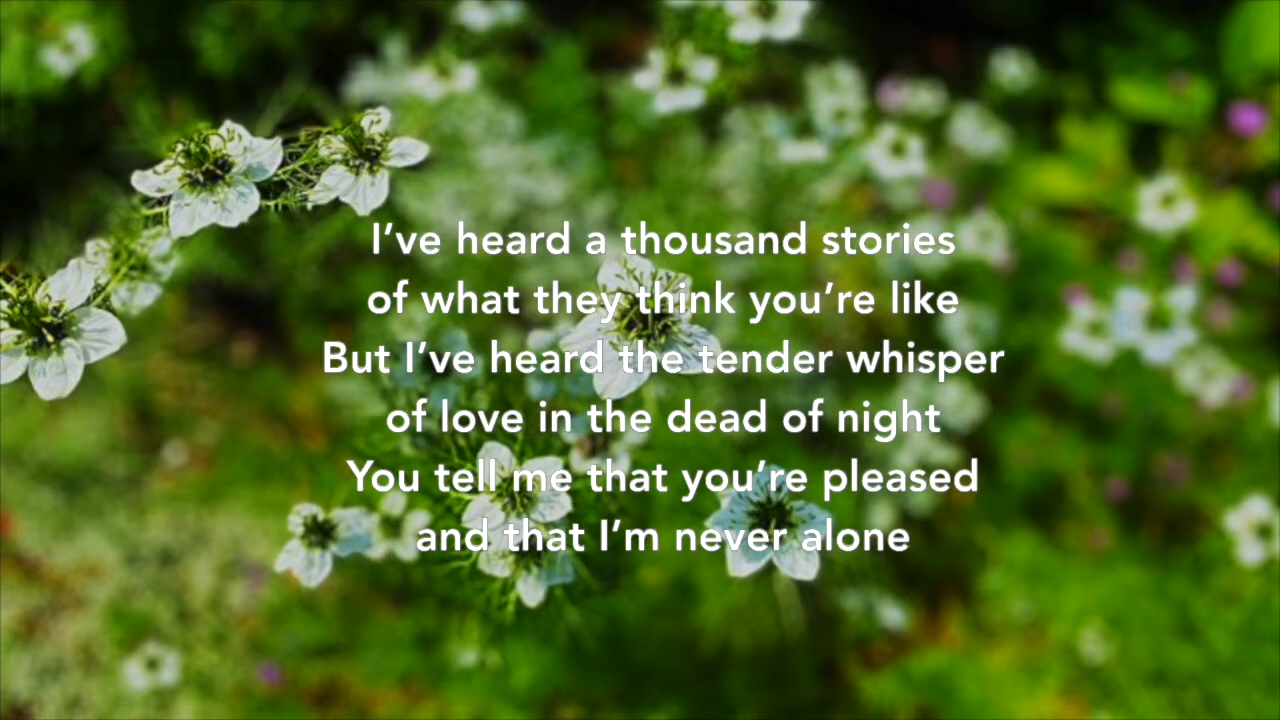 I’ve heard a thousand stories
of what they think you’re like
But I’ve heard the tender whisper
of love in the dead of night
You tell me that you’re pleased
and that I’m never alone